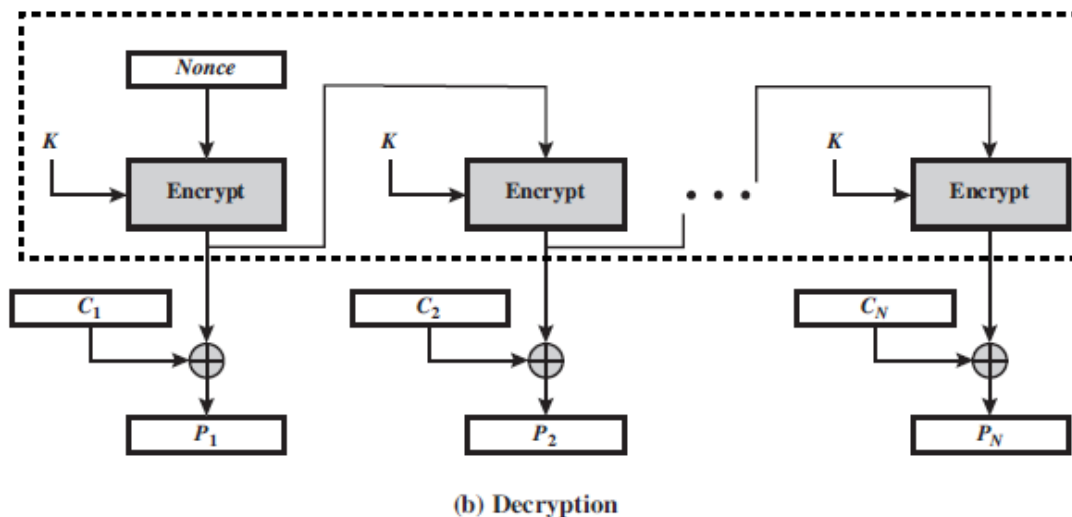 Nonce
K K K
Encrypt Encrypt • • • Encrypt
C1 C2 CN
P1 P2 PN
(b) Decryption